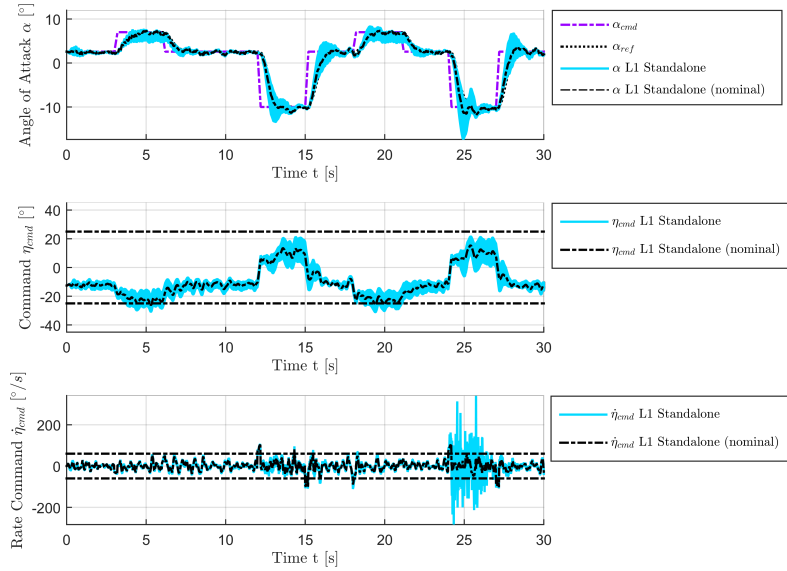 Angle of Attack α [°]
10
0
-10
0 5 10 15 20 25 30
Time t [s]
α_cmd
α_ref
α L1 Standalone
α L1 Standalone (nominal)
Command η_cmd [°]
40
20
0
-20
-40
0 5 10 15 20 25 30
Time t [s]
η_cmd L1 Standalone
η_cmd L1 Standalone (nominal)
Rate Command η̇_cmd [°/s]
200
0
-200
0 5 10 15 20 25 30
Time t [s]
η̇_cmd L1 Standalone
η̇_cmd L1 Standalone (nominal)